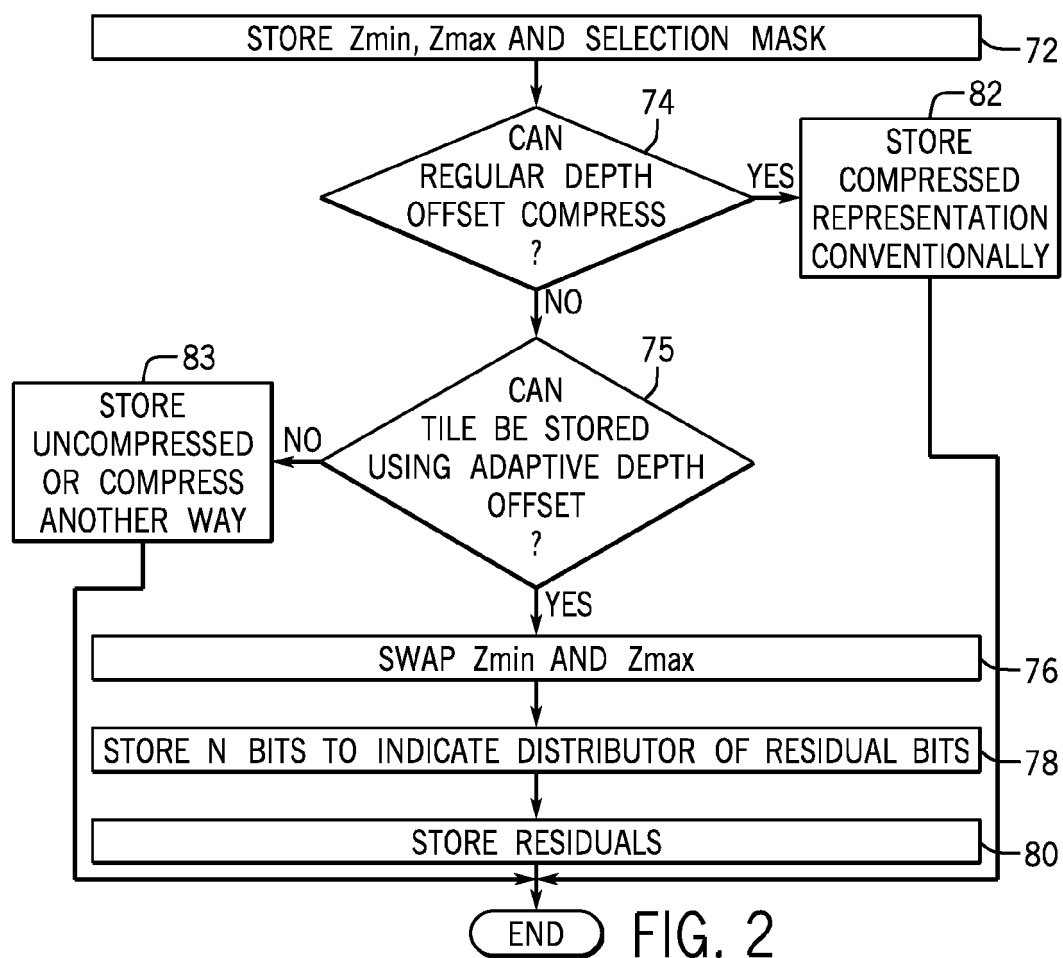 STORE Zmin, Zmax AND SELECTION MASK
72
74
CAN
REGULAR DEPTH
OFFSET COMPRESS
?
YES
82
STORE
COMPRESSED
REPRESENTATION
CONVENTIONALLY
NO
75
CAN
TILE BE STORED
USING ADAPTIVE DEPTH
OFFSET
?
NO
83
STORE
UNCOMPRESSED
OR COMPRESS
ANOTHER WAY
YES
SWAP Zmin AND Zmax
76
STORE N BITS TO INDICATE DISTRIBUTOR OF RESIDUAL BITS
78
STORE RESIDUALS
80
END
FIG. 2